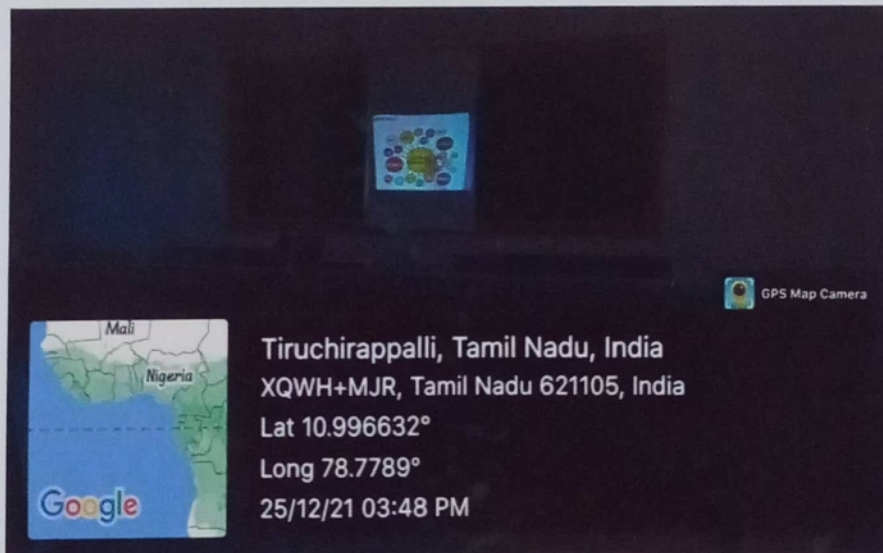 GPS Map Camera
Mali
Nigeria
Google
Tiruchirappalli, Tamil Nadu, India
XQWH+MJR, Tamil Nadu 621105, India
Lat 10.996632°
Long 78.7789°
25/12/21 03:48 PM